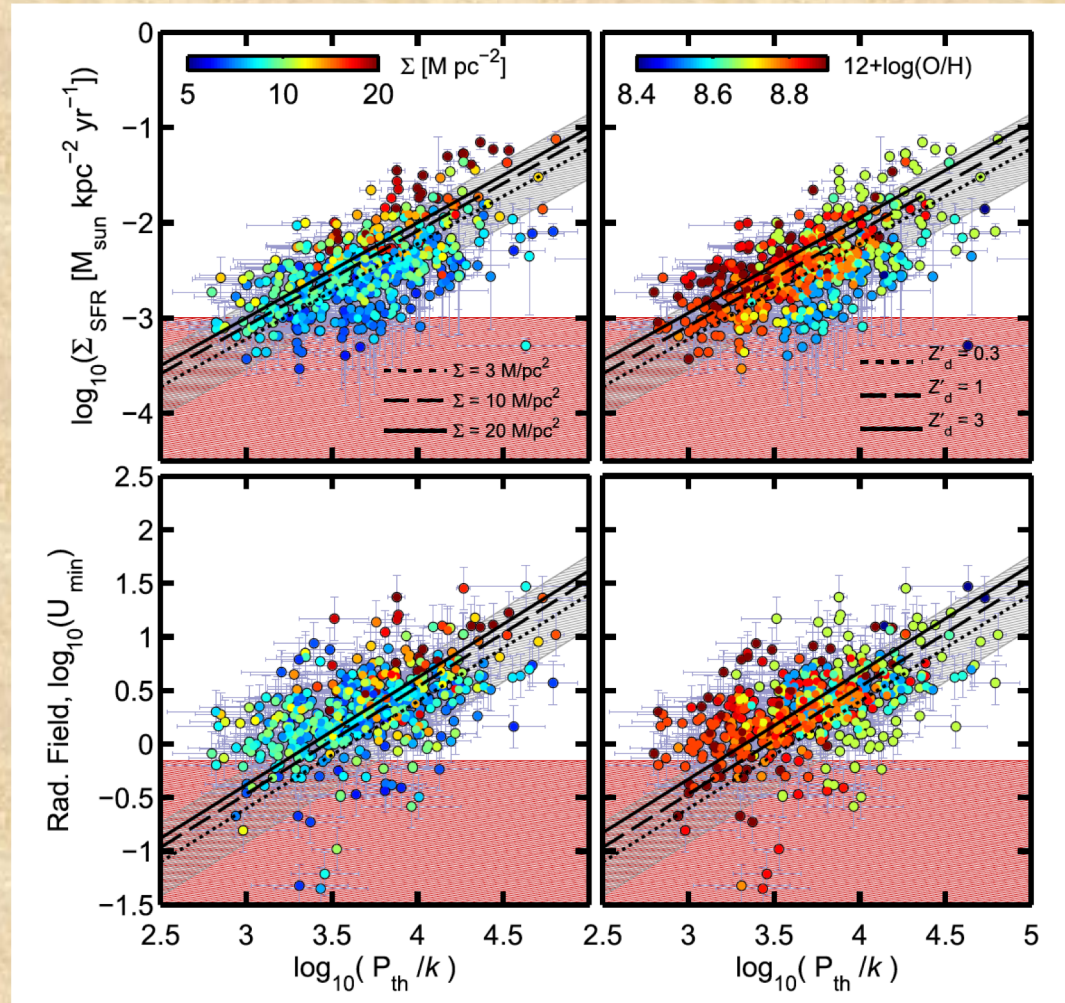 0
−1
−2
−3
−4
log₁₀(Σ_SFR [M_sun kpc⁻² yr⁻¹])
Σ [M pc⁻²]
5 10 20
Σ = 3 M/pc²
Σ = 10 M/pc²
Σ = 20 M/pc²
12+log(O/H)
8.4 8.6 8.8
Z′_d = 0.3
Z′_d = 1
Z′_d = 3
2.5
2
1.5
1
0.5
0
−0.5
−1
−1.5
Rad. Field, log₁₀(U_min)
2.5 3 3.5 4 4.5
log₁₀( P_th /k )
2.5 3 3.5 4 4.5 5
log₁₀( P_th /k )